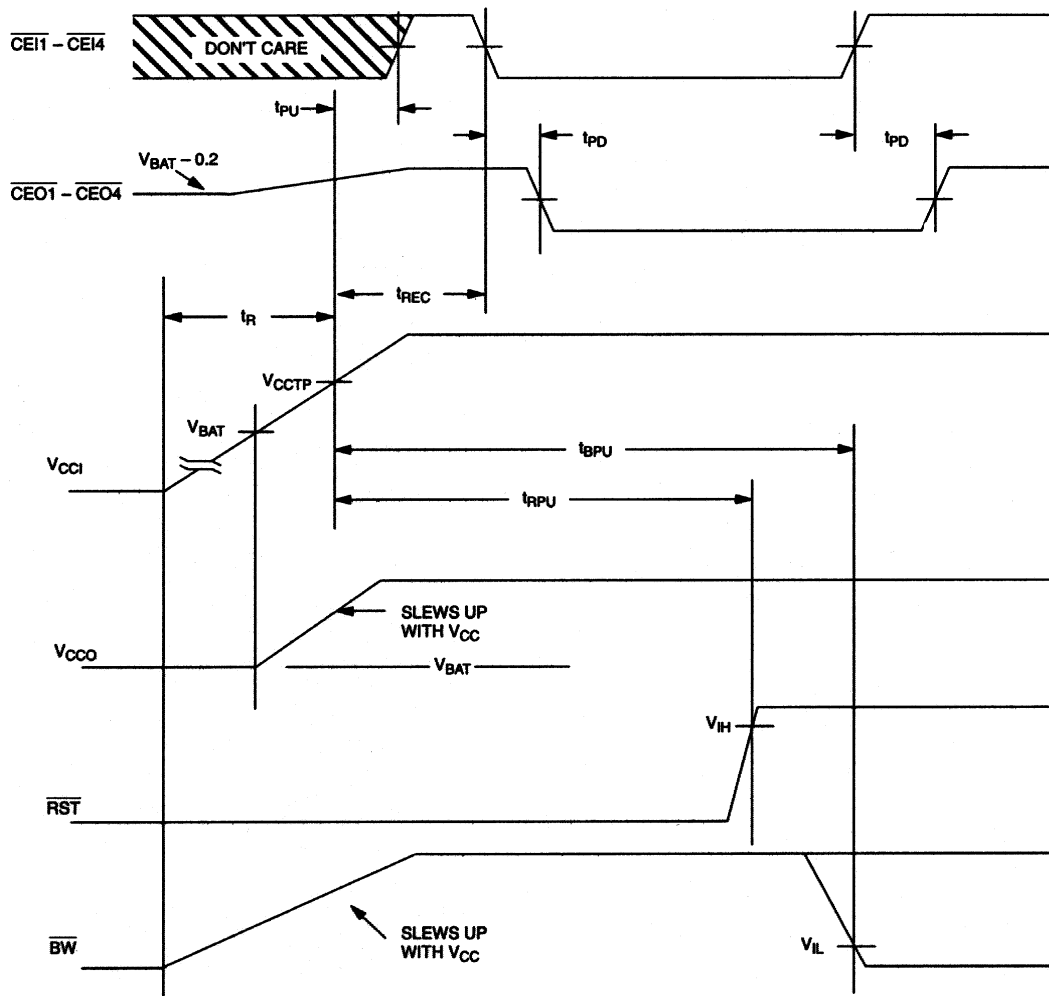 CEI1 – CEI4
DON'T CARE
tPU
tPD
tPD
VBAT – 0.2
CEO1 – CEO4
tREC
tR
VCCTP
VBAT
tBPU
VCCI
tRPU
SLEWS UP
WITH VCC
VCCO
VBAT
VIH
RST
SLEWS UP
WITH VCC
BW
VIL